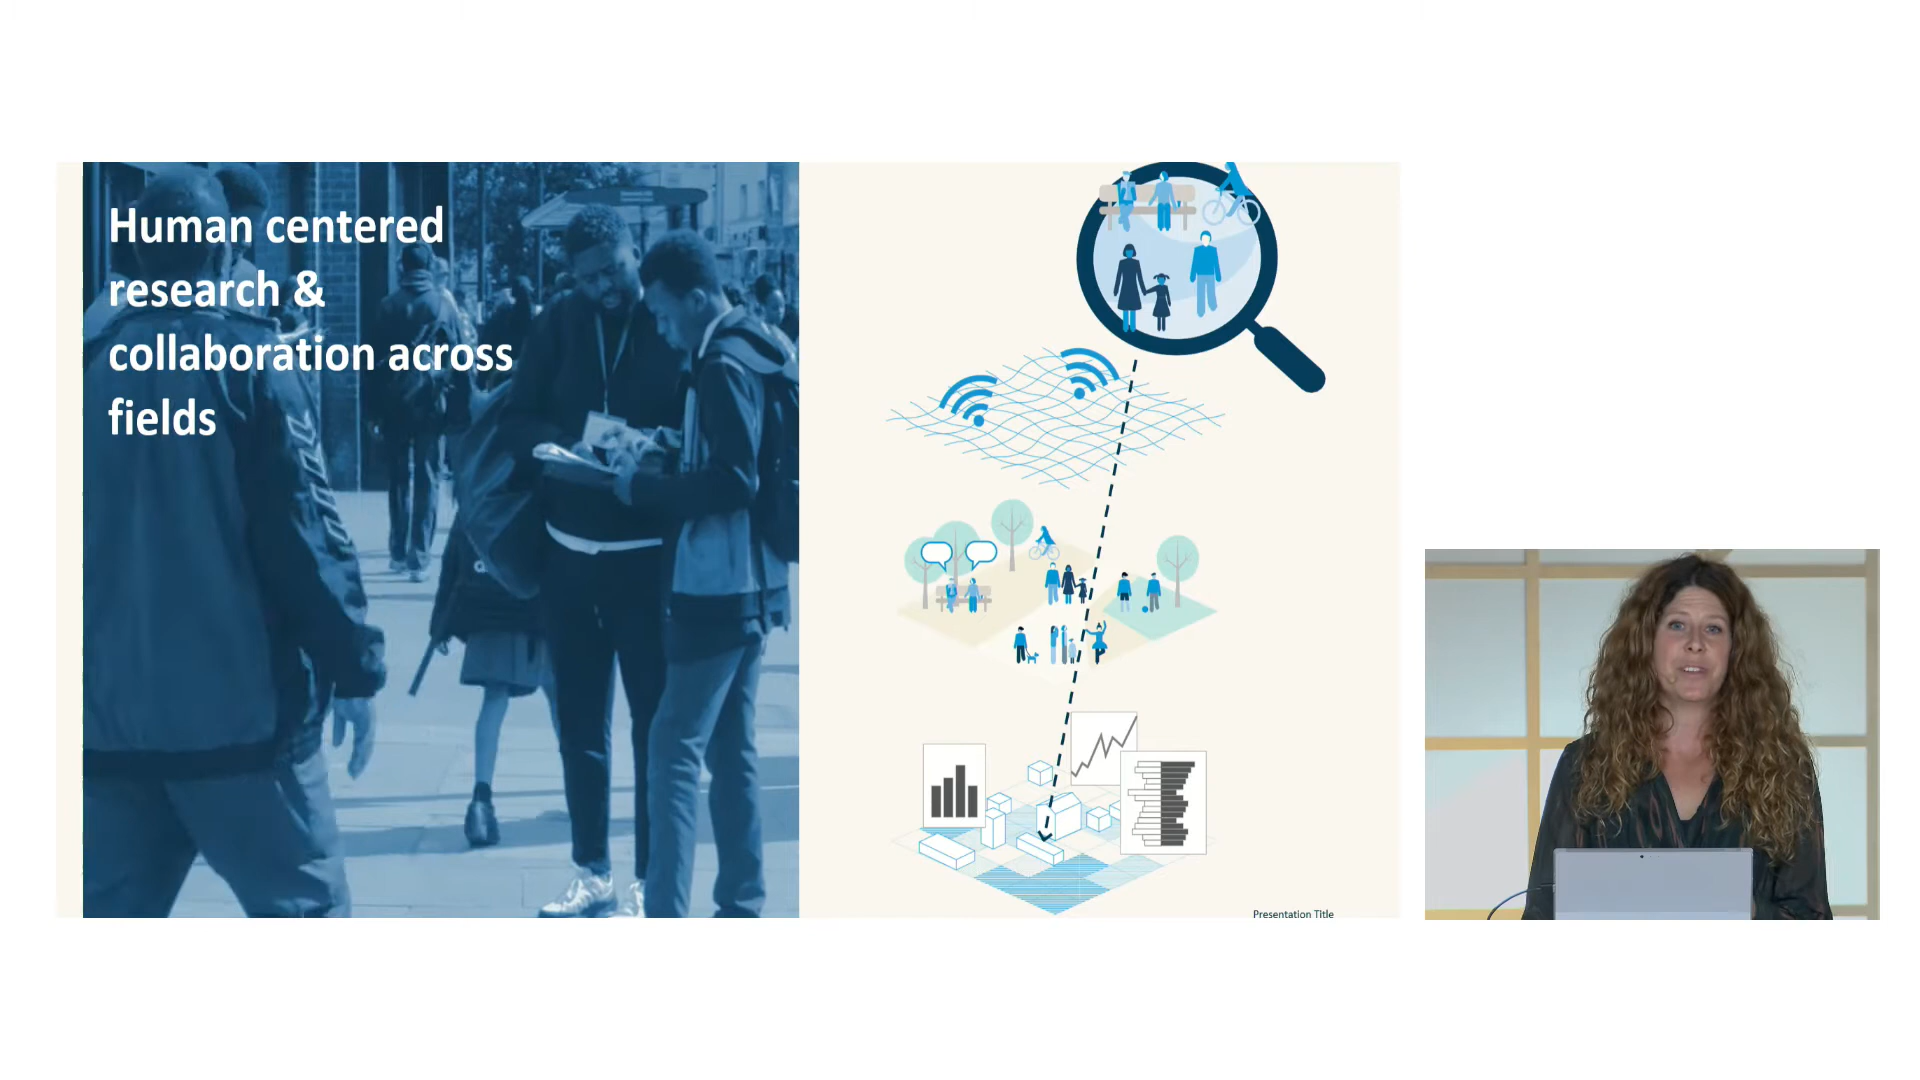 Human centered
research &
collaboration across
fields
Presentation Title